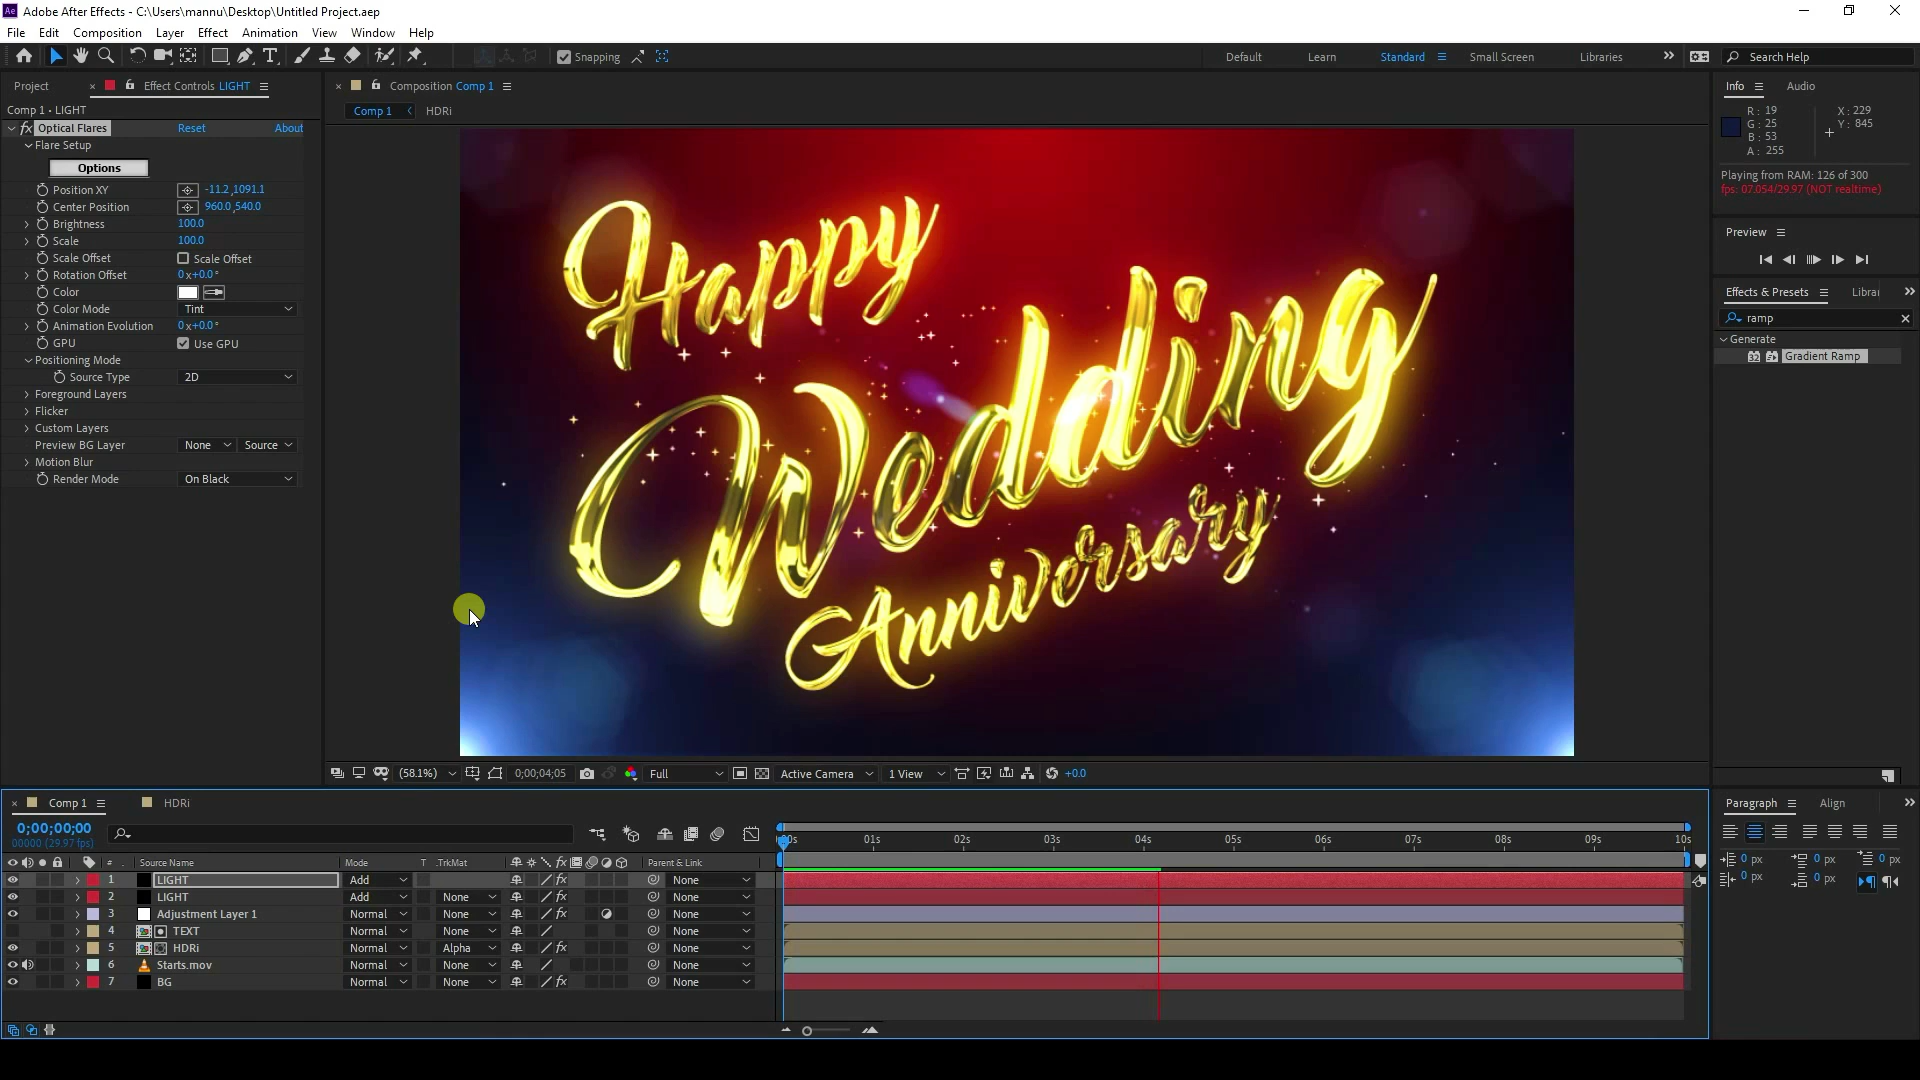 Adobe After Effects - C:\Users\mannu\Desktop\Untitled Project.aep
File Edit Composition Layer Effect Animation View Window Help
Snapping
Default Learn Standard Small Screen Libraries
Search Help
Project
Effect Controls LIGHT
Comp 1 • LIGHT
fx Optical Flares Reset About
Flare Setup
Options
Position XY -11.2,1091.1
Center Position 960.0,540.0
Brightness 100.0
Scale 100.0
Scale Offset Scale Offset
Rotation Offset 0x+0.0°
Color
Color Mode Tint
Animation Evolution 0x+0.0°
GPU Use GPU
Positioning Mode
Source Type 2D
Foreground Layers
Flicker
Custom Layers
Preview BG Layer None Source
Motion Blur
Render Mode On Black
Composition Comp 1
Comp 1 HDRi
Happy
Wedding
Anniversary
(58.1%) 0;00;04;05 Full Active Camera 1 View +0.0
Info Audio
R: 19 X: 229
G: 25 Y: 845
B: 53
A: 255
Playing from RAM: 126 of 300
fps: 07.054/29.97 (NOT realtime)
Preview
Effects & Presets
ramp
Generate
32 Gradient Ramp
Paragraph Align
0 px 0 px 0 px
0 px 0 px
Comp 1 HDRi
0;00;00;00
00000 (29.97 fps)
01s 02s 03s 04s 05s 06s 07s 08s 09s 10s
# Source Name Mode T .TrkMat fx Parent & Link
1 LIGHT Add fx None
2 LIGHT Add None fx None
3 Adjustment Layer 1 Normal None fx None
4 TEXT Normal None None
5 HDRi Normal Alpha fx None
6 Starts.mov Normal None None
7 BG Normal None fx None